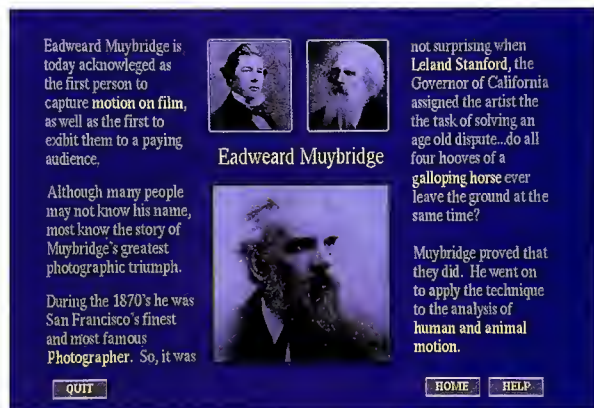 Eadweard Muybridge is
today acknowleged as
the first person to
capture motion on film,
as well as the first to
exibit them to a paying
audience.
Although many people
may not know his name,
most know the story of
Muybridge's greatest
photographic triumph.
During the 1870's he was
San Francisco's finest
and most famous
Photographer. So, it was
Eadweard Muybridge
not surprising when
Leland Stanford, the
Governor of California
assigned the artist the
the task of solving an
age old dispute...do all
four hooves of a
galloping horse ever
leave the ground at the
same time?
Muybridge proved that
they did. He went on
to apply the technique
to the analysis of
human and animal
motion.
QUIT
HOME
HELP